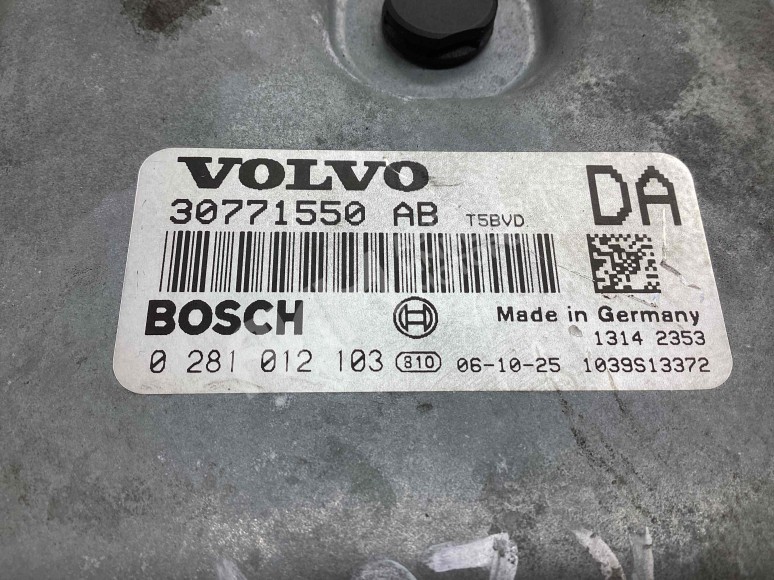 VOLVO DA
30771550 AB T5BVD
BOSCH Made in Germany
1314 2353
0 281 012 103 810 06-10-25 1039S13372